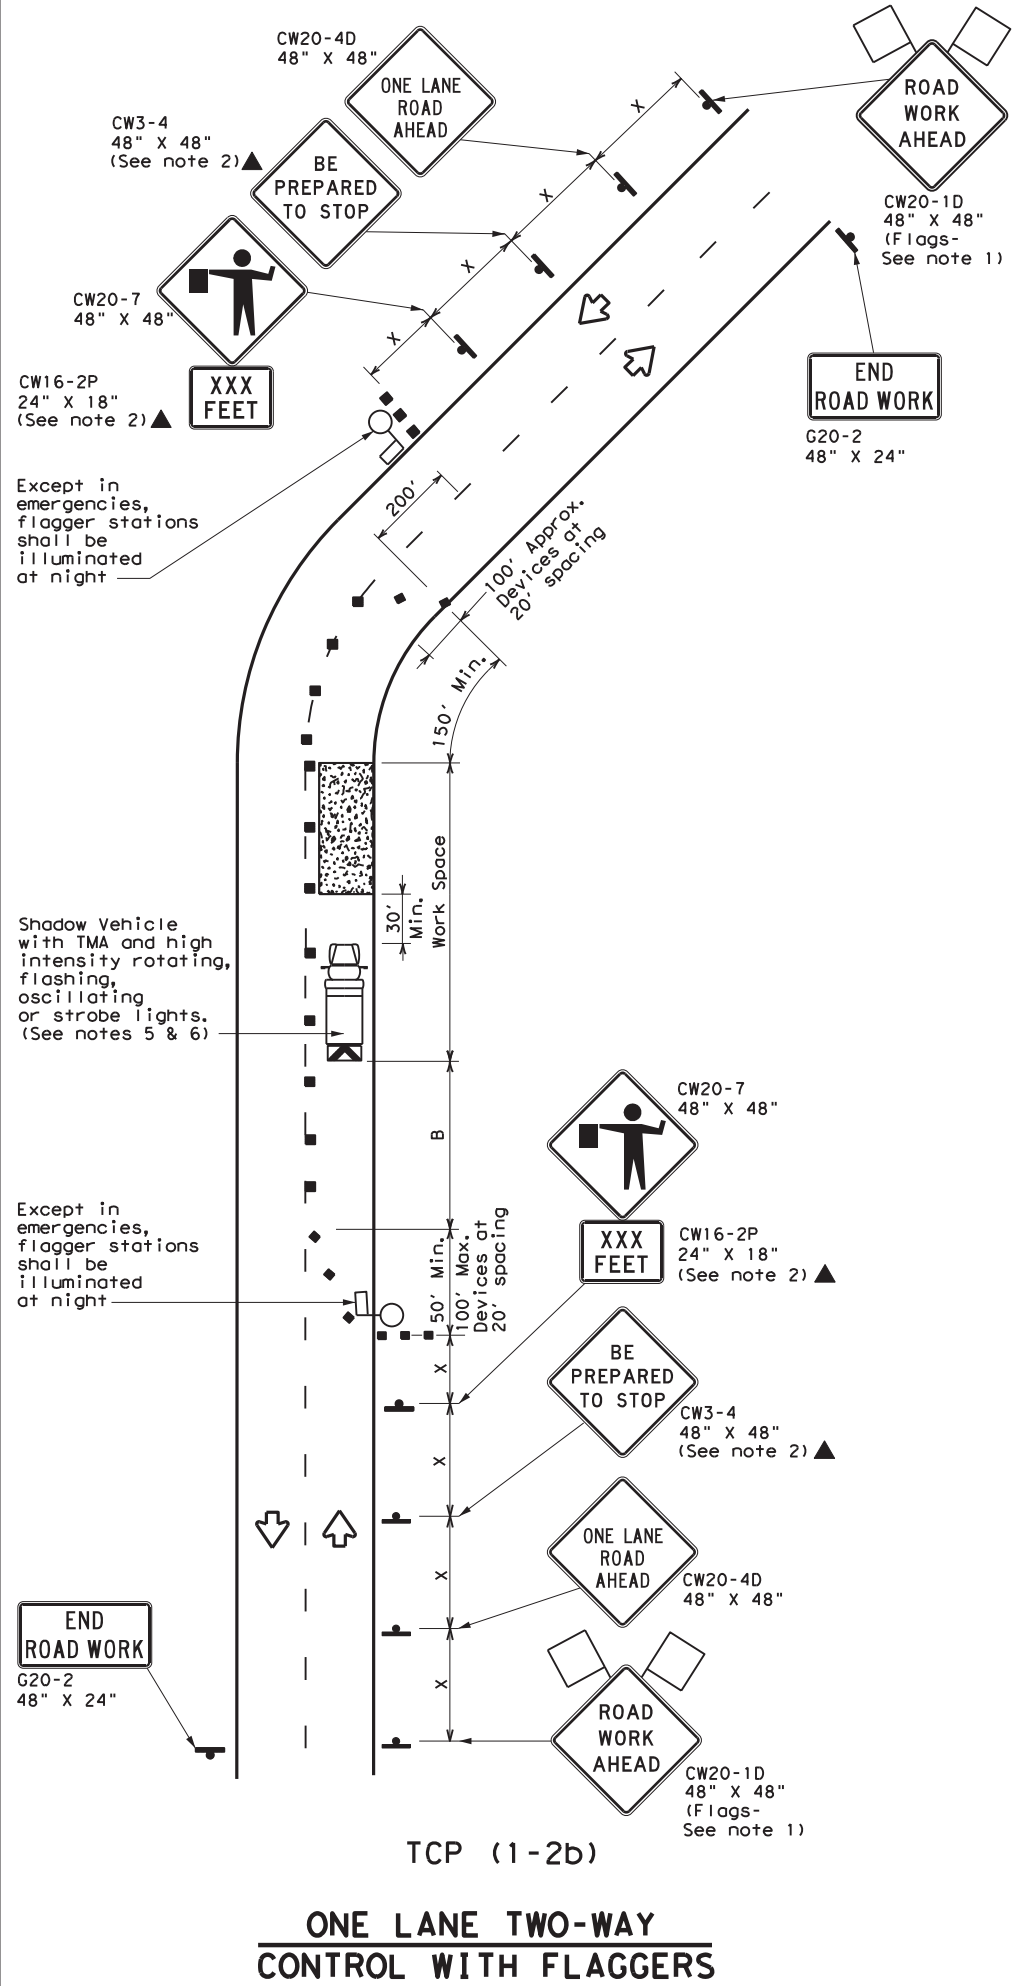 CW20-4D
48" X 48"
ONE LANE
ROAD
AHEAD
ROAD
WORK
AHEAD
CW20-1D
48" X 48"
(Flags-
See note 1)
CW3-4
48" X 48"
(See note 2)
BE
PREPARED
TO STOP
X
X
X
X
CW20-7
48" X 48"
CW16-2P
24" X 18"
(See note 2)
XXX
FEET
END
ROAD WORK
G20-2
48" X 24"
Except in
emergencies,
flagger stations
shall be
illuminated
at night
200'
100' Approx.
Devices at
20' spacing
150' Min.
Work Space
30'
Min.
Shadow Vehicle
with TMA and high
intensity rotating,
flashing,
oscillating
or strobe lights.
(See notes 5 & 6)
B
CW20-7
48" X 48"
XXX
FEET
CW16-2P
24" X 18"
(See note 2)
Except in
emergencies,
flagger stations
shall be
illuminated
at night
50' Min.
100' Max.
Devices at
20' spacing
X
X
X
X
BE
PREPARED
TO STOP
CW3-4
48" X 48"
(See note 2)
ONE LANE
ROAD
AHEAD
CW20-4D
48" X 48"
END
ROAD WORK
G20-2
48" X 24"
ROAD
WORK
AHEAD
CW20-1D
48" X 48"
(Flags-
See note 1)
TCP (1-2b)
ONE LANE TWO-WAY
CONTROL WITH FLAGGERS